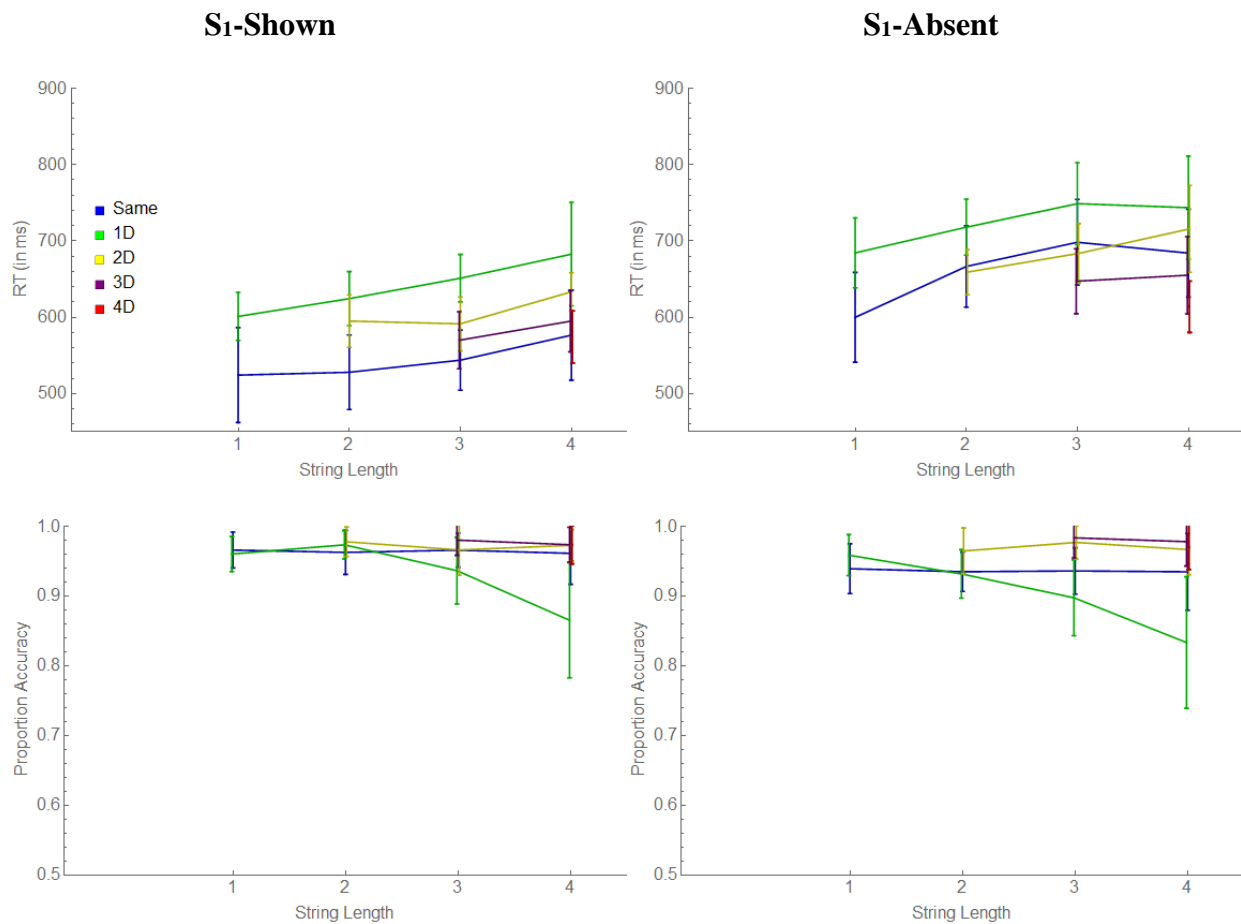 S1-Shown
S1-Absent
900
800
700
600
500
RT (in ms)
Same
1D
2D
3D
4D
1 2 3 4
String Length
900
800
700
600
500
RT (in ms)
1 2 3 4
String Length
1.0
0.9
0.8
0.7
0.6
0.5
Proportion Accuracy
1 2 3 4
String Length
1.0
0.9
0.8
0.7
0.6
0.5
Proportion Accuracy
1 2 3 4
String Length